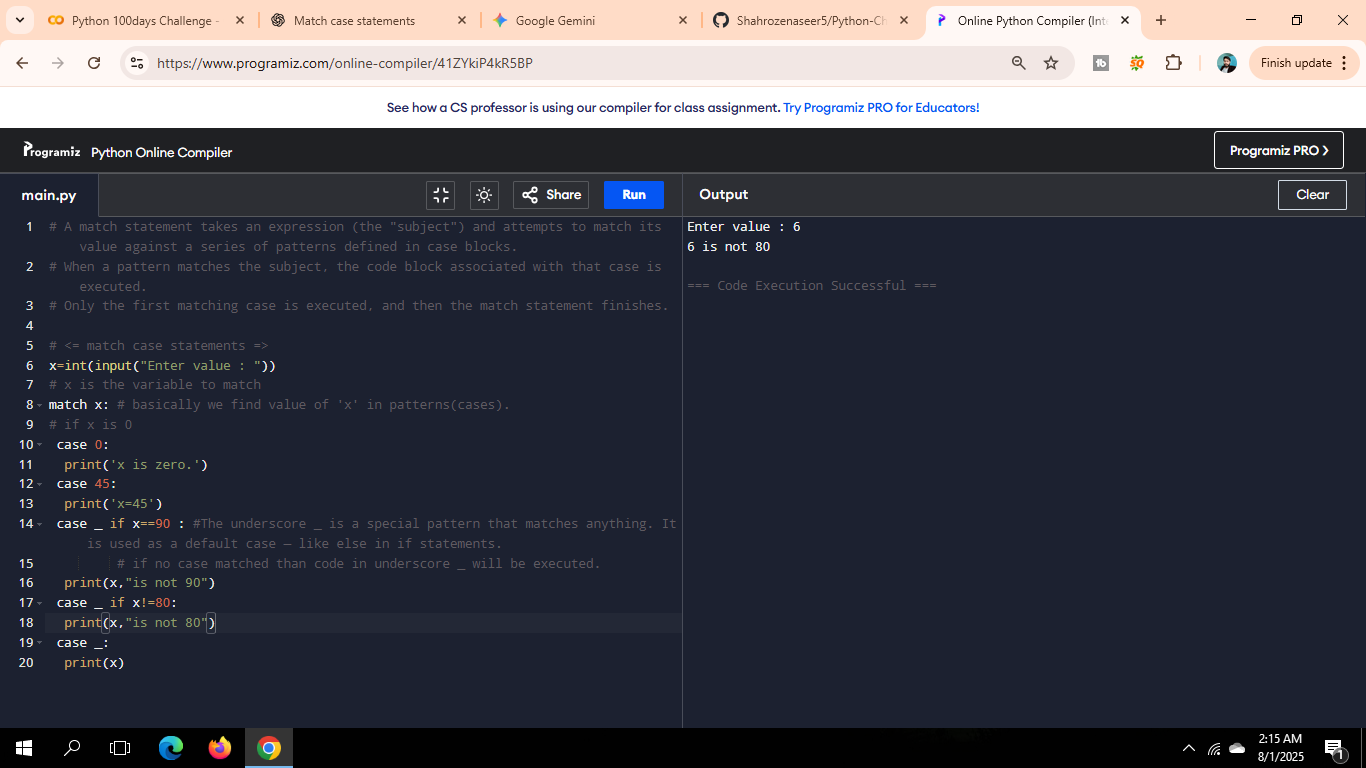 Python 100days Challenge -
Match case statements
Google Gemini
Shahrozenaseer5/Python-Ch
Online Python Compiler (Inte
https://www.programiz.com/online-compiler/41ZYkiP4kR5BP
Finish update
See how a CS professor is using our compiler for class assignment. Try Programiz PRO for Educators!
Programiz Python Online Compiler
Programiz PRO >
main.py
Share
Run
Output
Clear
1 # A match statement takes an expression (the "subject") and attempts to match its
value against a series of patterns defined in case blocks.
2 # When a pattern matches the subject, the code block associated with that case is
executed.
3 # Only the first matching case is executed, and then the match statement finishes.
4
5 # <= match case statements =>
6 x=int(input("Enter value : "))
7 # x is the variable to match
8 match x: # basically we find value of 'x' in patterns(cases).
9 # if x is 0
10 case 0:
11 print('x is zero.')
12 case 45:
13 print('x=45')
14 case _ if x==90 : #The underscore _ is a special pattern that matches anything. It
is used as a default case — like else in if statements.
15 # if no case matched than code in underscore _ will be executed.
16 print(x,"is not 90")
17 case _ if x!=80:
18 print(x,"is not 80")
19 case _:
20 print(x)
Enter value : 6
6 is not 80
=== Code Execution Successful ===
2:15 AM
8/1/2025
1